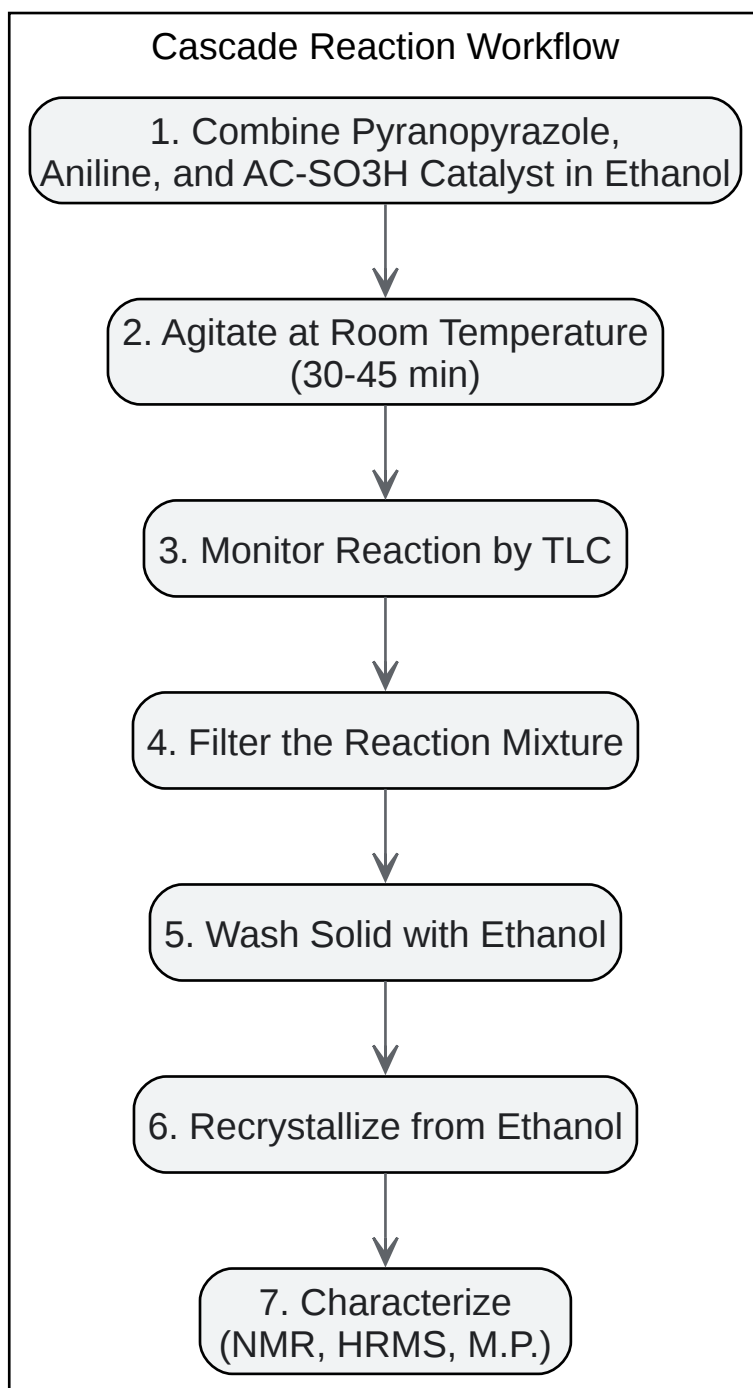 Cascade Reaction Workflow
1. Combine Pyranopyrazole,
Aniline, and AC-SO3H Catalyst in Ethanol
2. Agitate at Room Temperature
(30-45 min)
3. Monitor Reaction by TLC
4. Filter the Reaction Mixture
5. Wash Solid with Ethanol
6. Recrystallize from Ethanol
7. Characterize
(NMR, HRMS, M.P.)